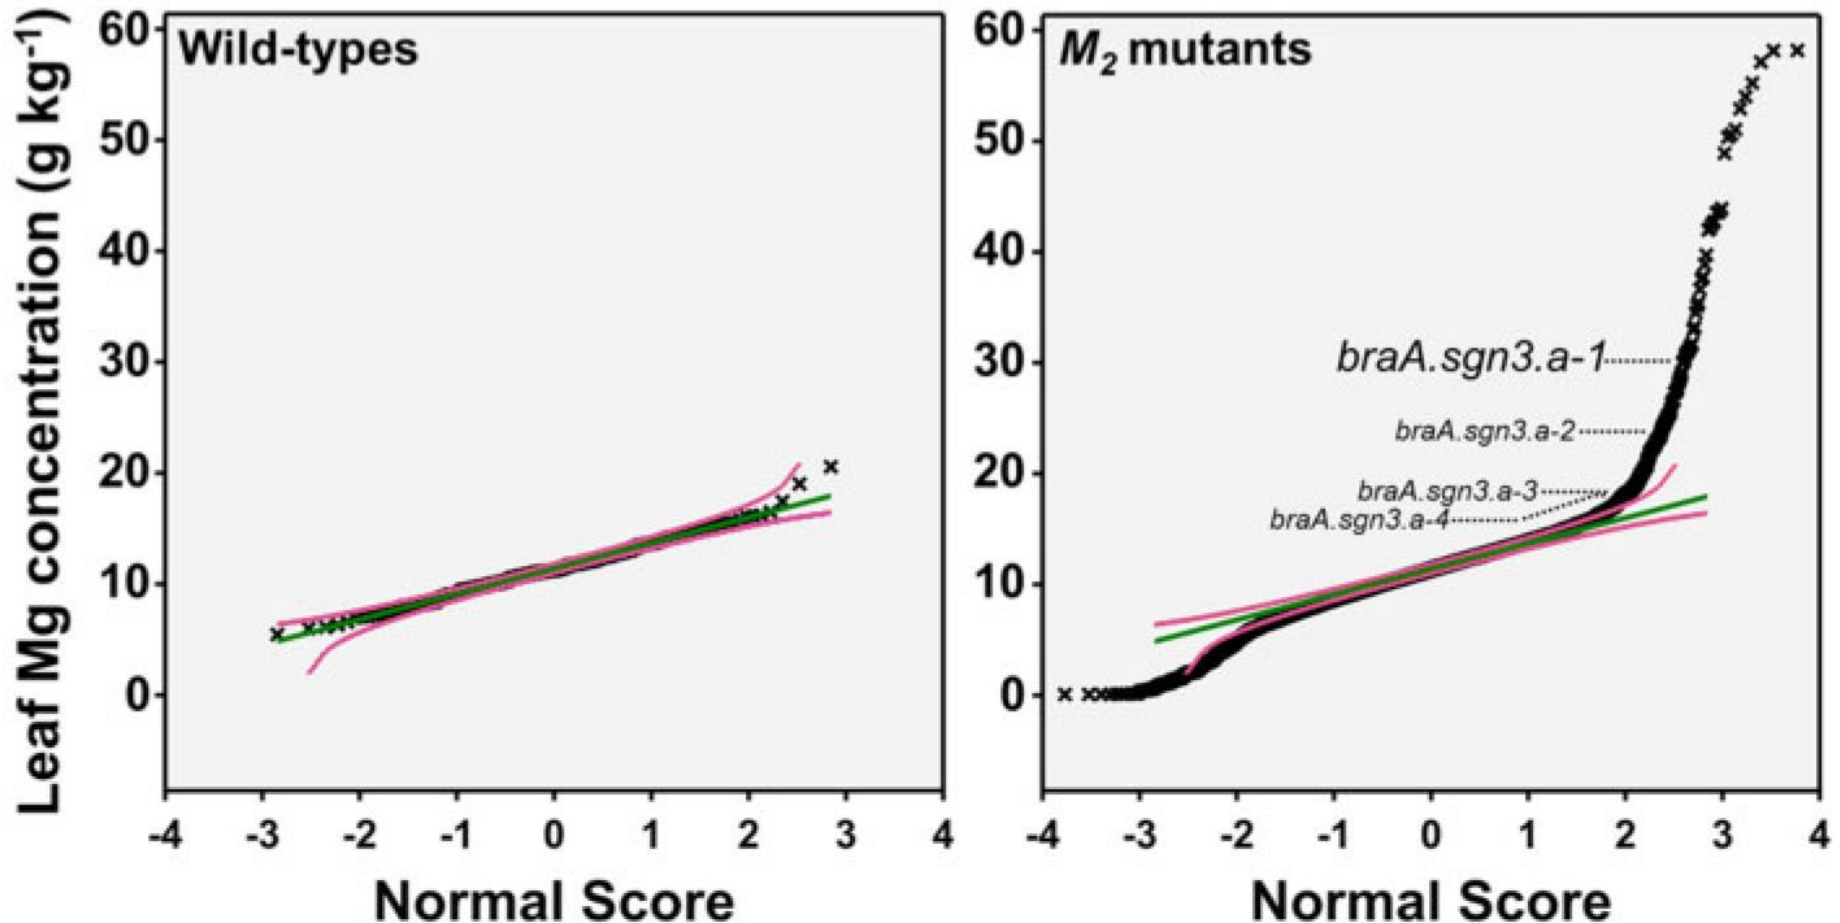 Leaf Mg concentration (g kg⁻¹)
60
50
40
30
20
10
0
Wild-types
-4 -3 -2 -1 0 1 2 3 4
Normal Score
60
50
40
30
20
10
0
M₂ mutants
braA.sgn3.a-1
braA.sgn3.a-2
braA.sgn3.a-3
braA.sgn3.a-4
-4 -3 -2 -1 0 1 2 3 4
Normal Score